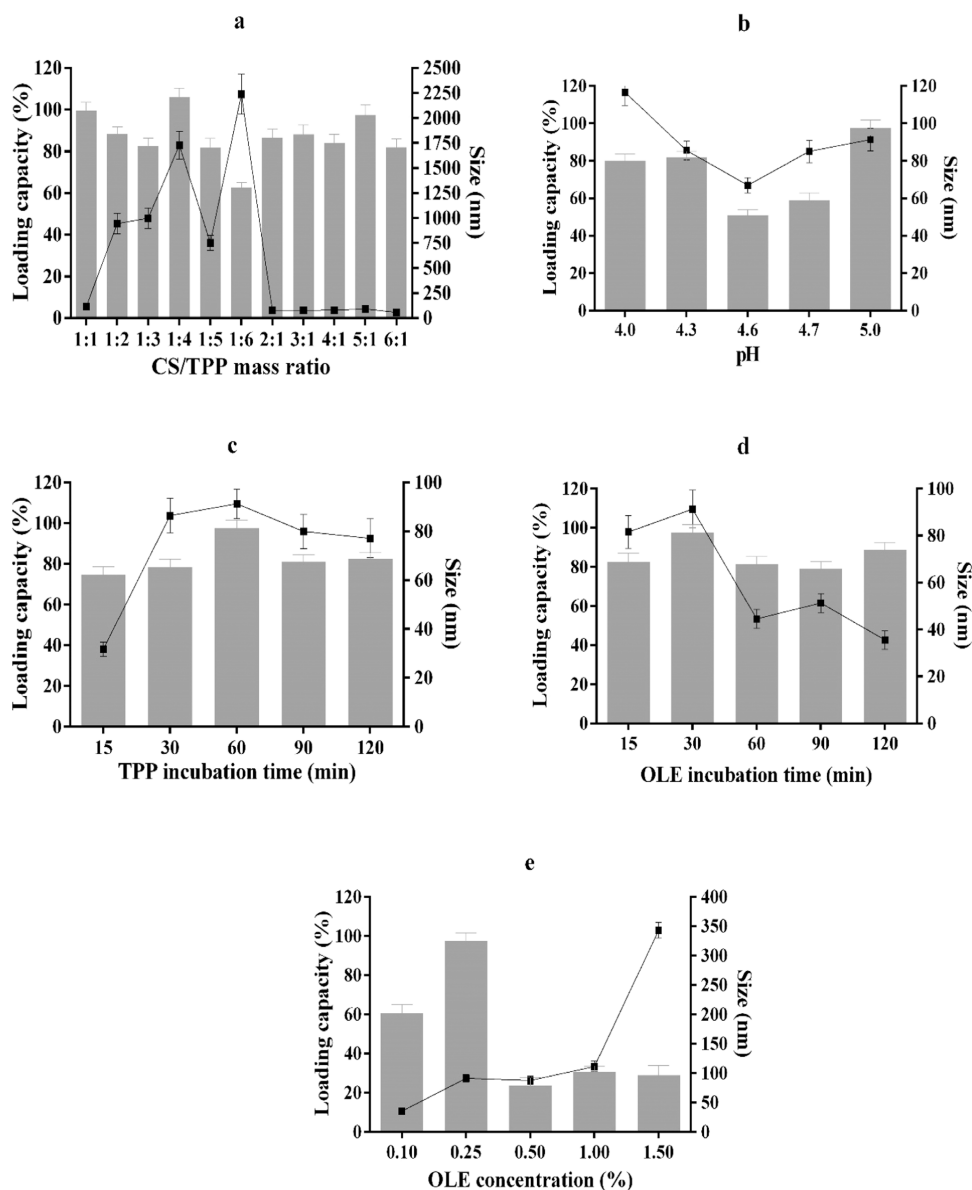 a
Loading capacity (%)
120
100
80
60
40
20
0
2500
2250
2000
1750
1500
1250
1000
750
500
250
0
Size (nm)
1:1 1:2 1:3 1:4 1:5 1:6 2:1 3:1 4:1 5:1 6:1
CS/TPP mass ratio
b
Loading capacity (%)
120
100
80
60
40
20
0
120
100
80
60
40
20
0
Size (nm)
4.0 4.3 4.6 4.7 5.0
pH
c
Loading capacity (%)
120
100
80
60
40
20
0
100
80
60
40
20
0
Size (nm)
15 30 60 90 120
TPP incubation time (min)
d
Loading capacity (%)
120
100
80
60
40
20
0
100
80
60
40
20
0
Size (nm)
15 30 60 90 120
OLE incubation time (min)
e
Loading capacity (%)
120
100
80
60
40
20
0
400
350
300
250
200
150
100
50
0
Size (nm)
0.10 0.25 0.50 1.00 1.50
OLE concentration (%)